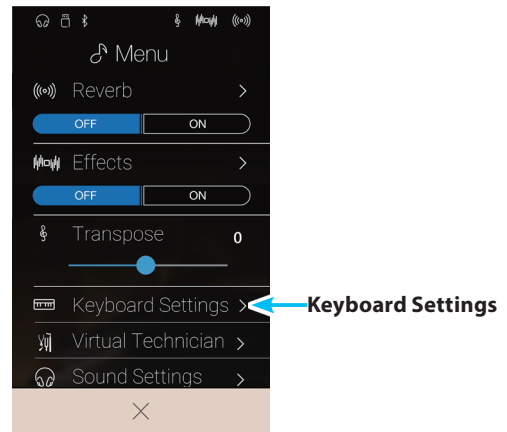 Menu
Reverb
OFF ON
Effects
OFF ON
Transpose 0
Keyboard Settings
Keyboard Settings
Virtual Technician
Sound Settings